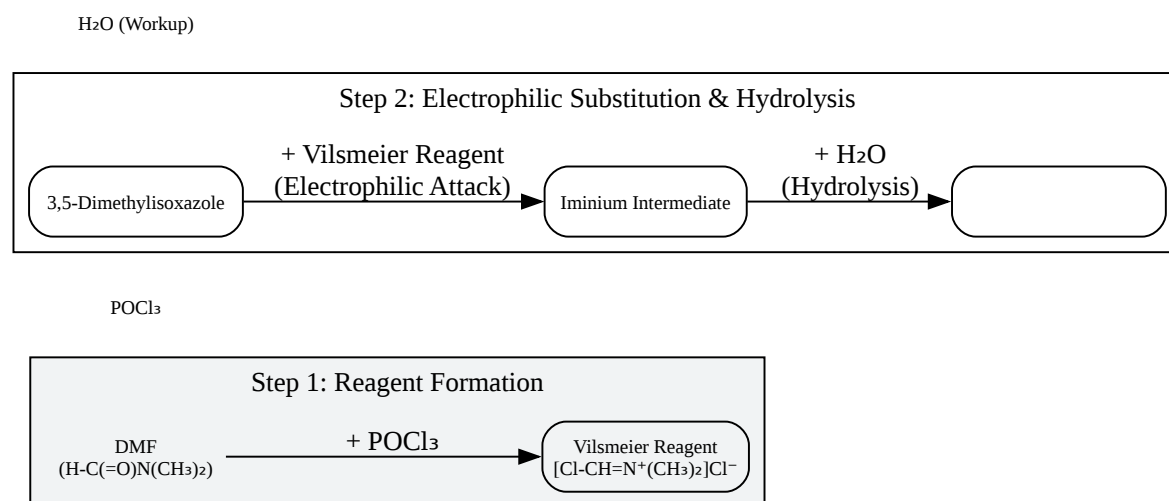 H₂O (Workup)
Step 2: Electrophilic Substitution & Hydrolysis
+ Vilsmeier Reagent
(Electrophilic Attack)
+ H₂O
(Hydrolysis)
3,5-Dimethylisoxazole
Iminium Intermediate
POCl₃
Step 1: Reagent Formation
DMF
(H-C(=O)N(CH₃)₂)
+ POCl₃
Vilsmeier Reagent
[Cl-CH=N⁺(CH₃)₂]Cl⁻